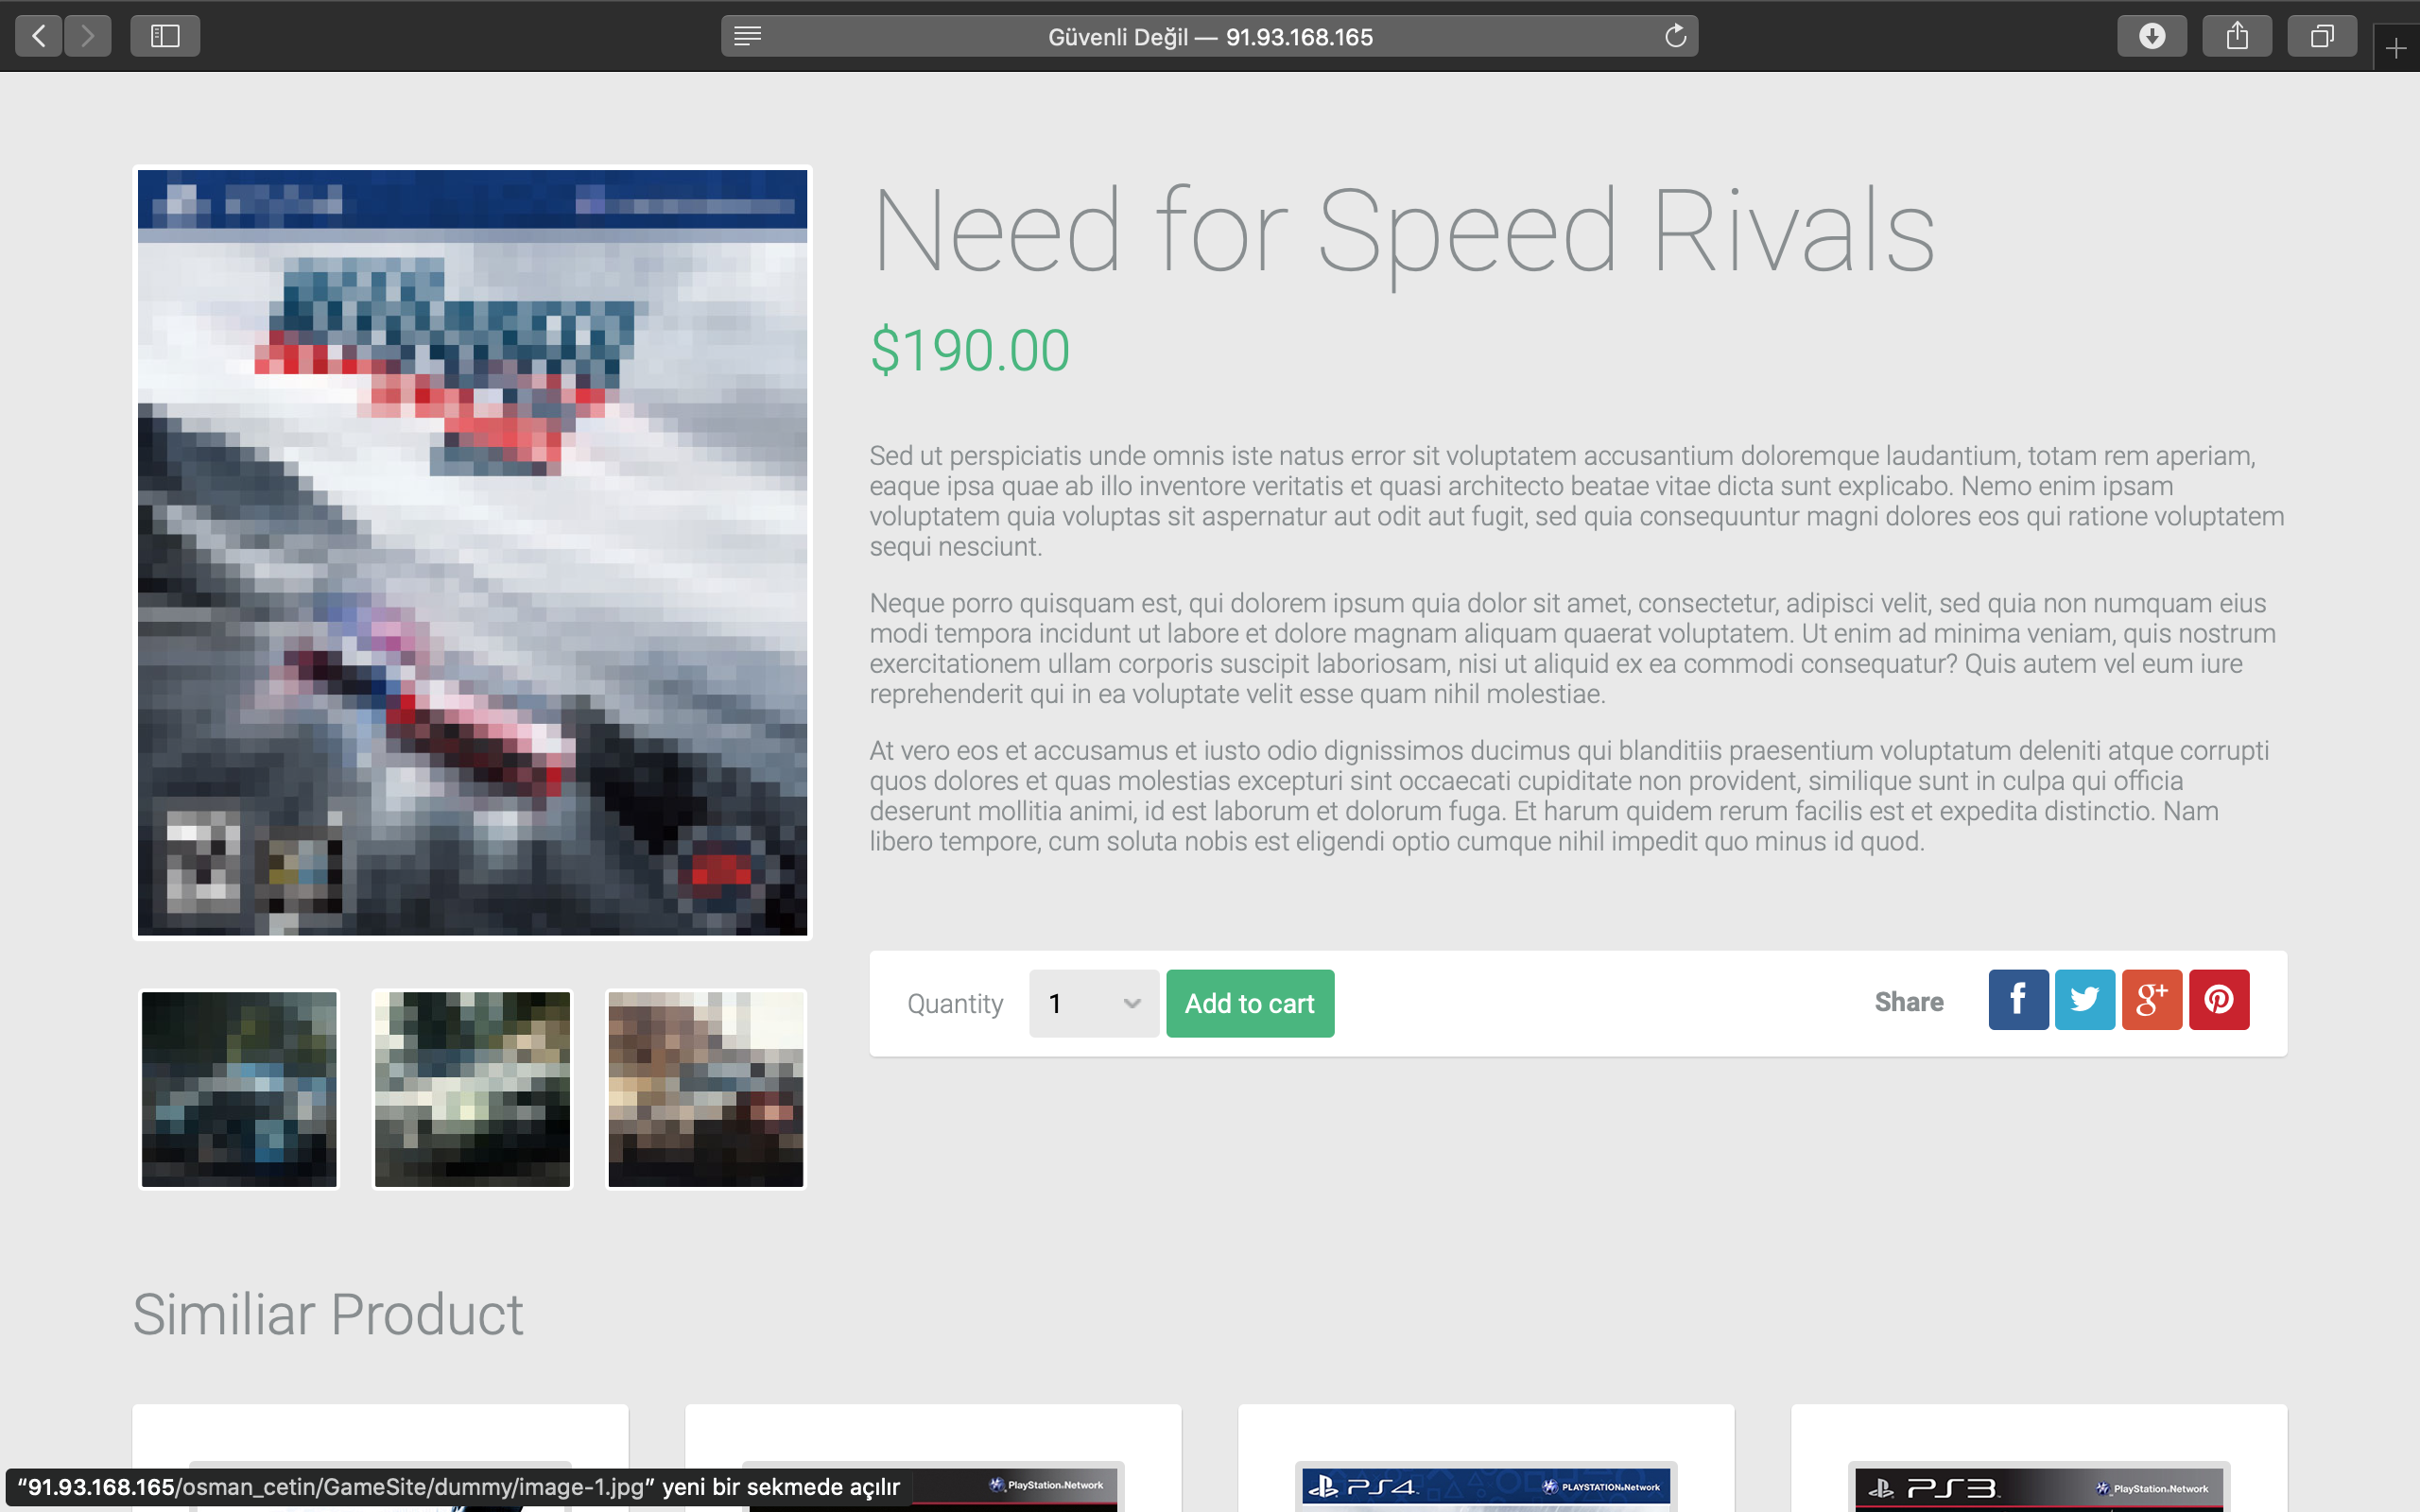 Güvenli Değil — 91.93.168.165
Need for Speed Rivals
$190.00
Sed ut perspiciatis unde omnis iste natus error sit voluptatem accusantium doloremque laudantium, totam rem aperiam,
eaque ipsa quae ab illo inventore veritatis et quasi architecto beatae vitae dicta sunt explicabo. Nemo enim ipsam
voluptatem quia voluptas sit aspernatur aut odit aut fugit, sed quia consequuntur magni dolores eos qui ratione voluptatem
sequi nesciunt.
Neque porro quisquam est, qui dolorem ipsum quia dolor sit amet, consectetur, adipisci velit, sed quia non numquam eius
modi tempora incidunt ut labore et dolore magnam aliquam quaerat voluptatem. Ut enim ad minima veniam, quis nostrum
exercitationem ullam corporis suscipit laboriosam, nisi ut aliquid ex ea commodi consequatur? Quis autem vel eum iure
reprehenderit qui in ea voluptate velit esse quam nihil molestiae.
At vero eos et accusamus et iusto odio dignissimos ducimus qui blanditiis praesentium voluptatum deleniti atque corrupti
quos dolores et quas molestias excepturi sint occaecati cupiditate non provident, similique sunt in culpa qui officia
deserunt mollitia animi, id est laborum et dolorum fuga. Et harum quidem rerum facilis est et expedita distinctio. Nam
libero tempore, cum soluta nobis est eligendi optio cumque nihil impedit quo minus id quod.
Quantity 1 Add to cart Share
Similiar Product
PlayStation Network
PS4 PLAYSTATION Network
PS3 PlayStation Network
“91.93.168.165/osman_cetin/GameSite/dummy/image-1.jpg” yeni bir sekmede açılır